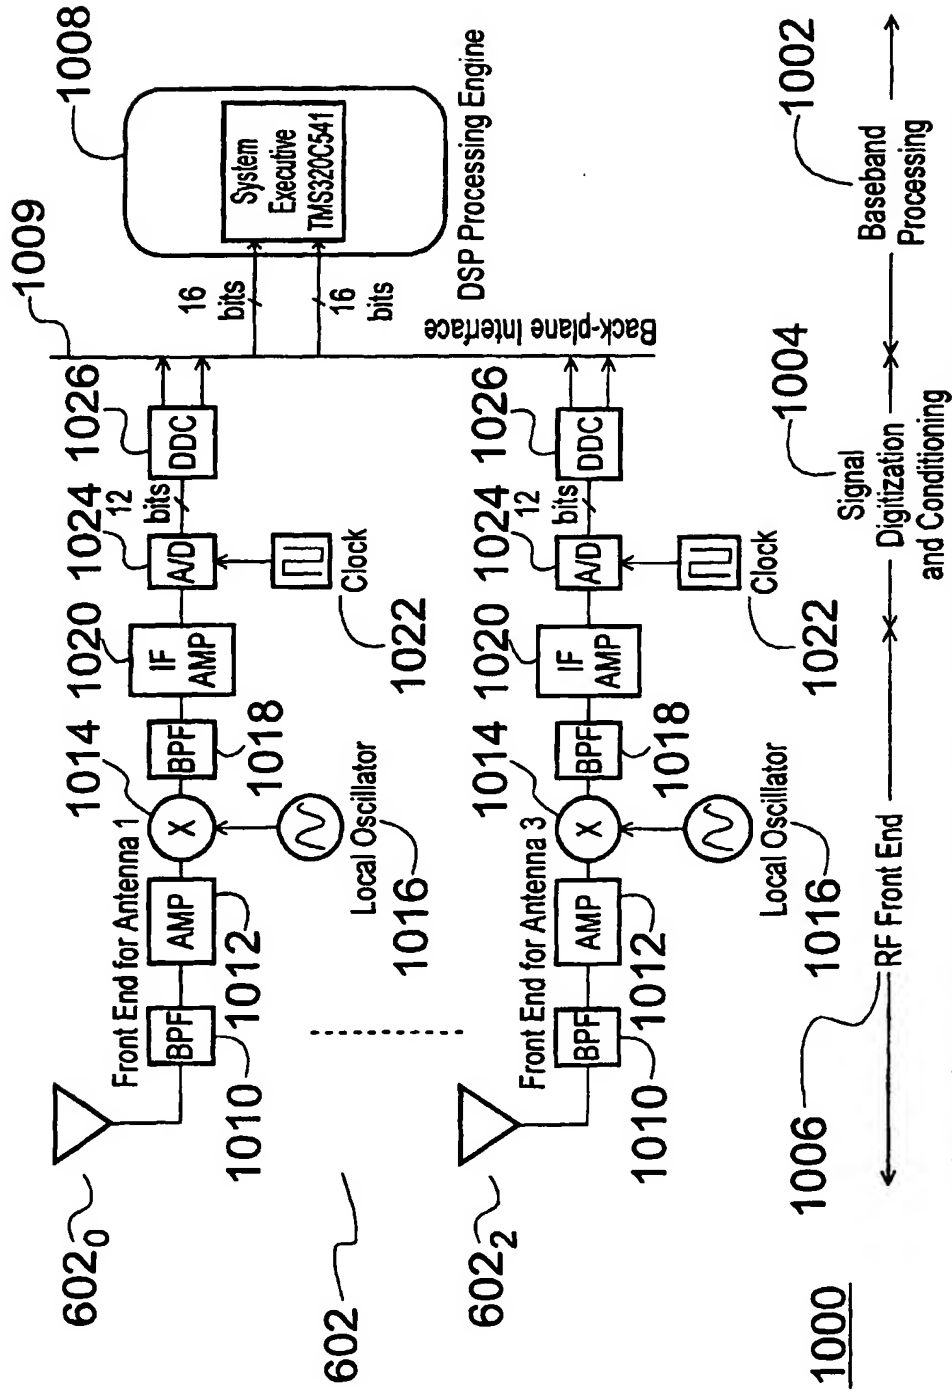 602₀
Front End for Antenna 1
BPF
1010
AMP
1012
X
1014
Local Oscillator
1016
BPF
1018
IF
AMP
1020
A/D
1024
Clock
1022
12
bits
DDC
1026
1009
16
bits
16
bits
Back-plane Interface
System
Executive
TMS320C541
1008
DSP Processing Engine
602
602₂
Front End for Antenna 3
BPF
1010
AMP
1012
X
1014
Local Oscillator
1016
BPF
1018
IF
AMP
1020
A/D
1024
Clock
1022
12
bits
DDC
1026
1006
RF Front End
1004
Signal
Digitization
and Conditioning
1002
Baseband
Processing
1000